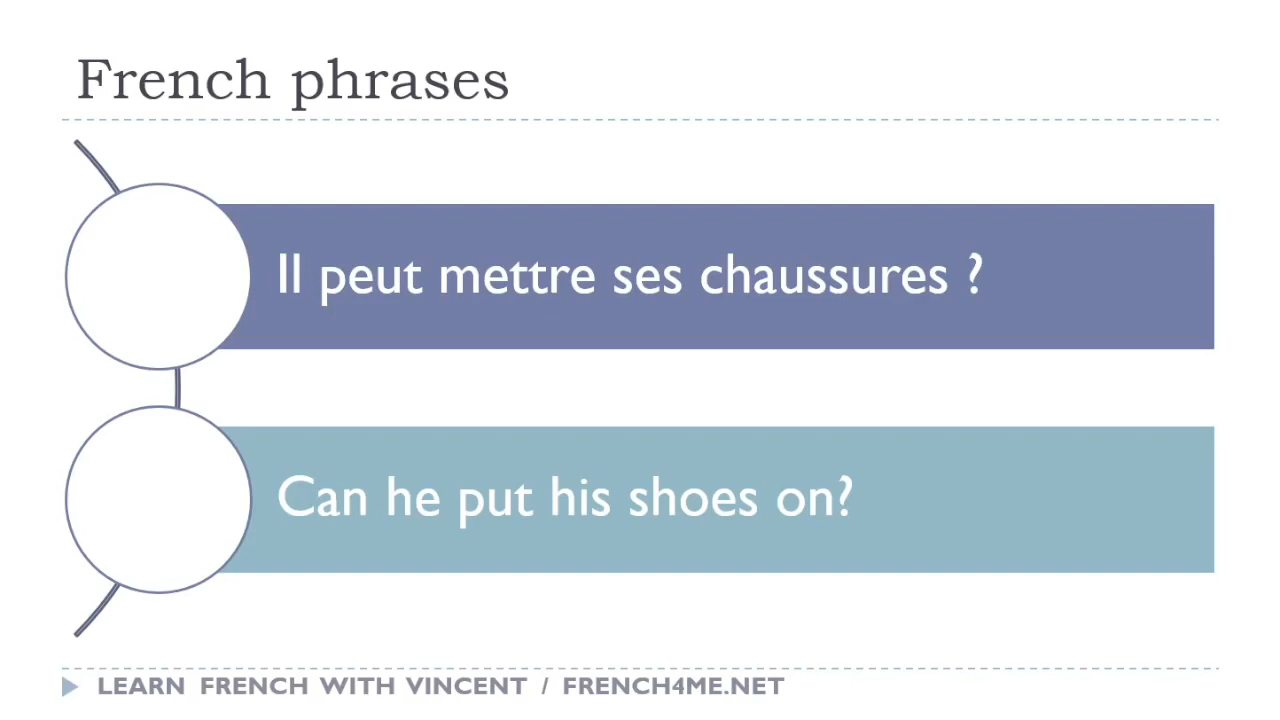 French phrases
Il peut mettre ses chaussures ?
Can he put his shoes on?
LEARN FRENCH WITH VINCENT / FRENCH4ME.NET